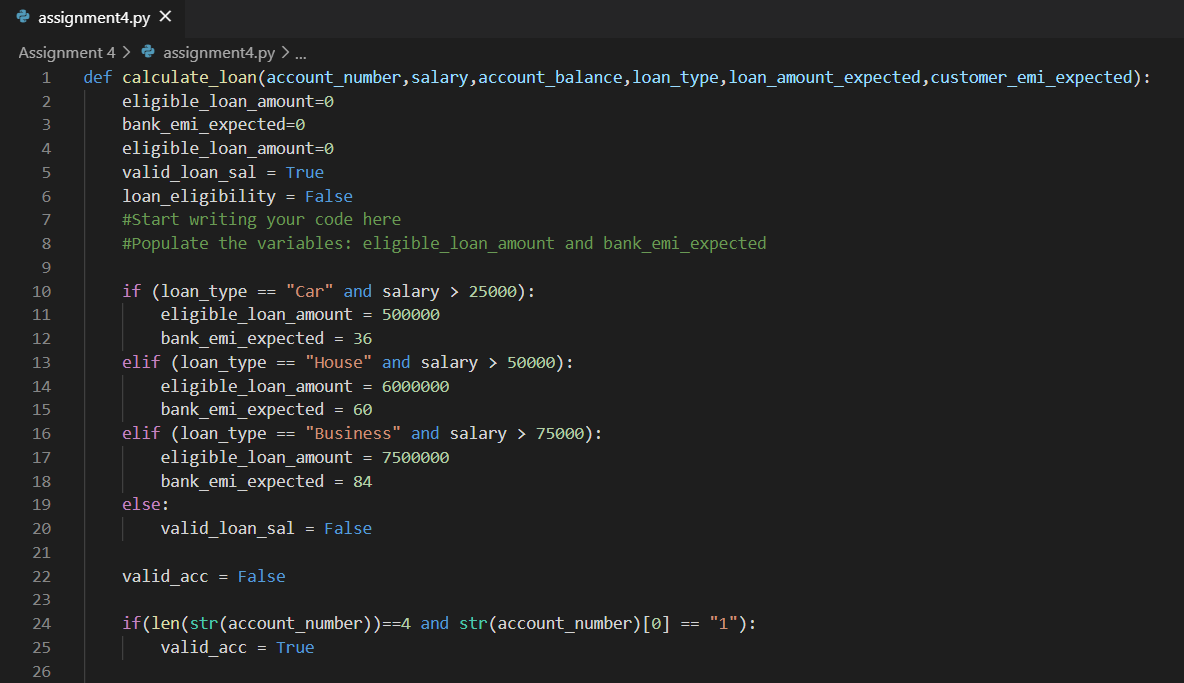 assignment4.py ×
Assignment 4 > assignment4.py > ...
1 def calculate_loan(account_number,salary,account_balance,loan_type,loan_amount_expected,customer_emi_expected):
2     eligible_loan_amount=0
3     bank_emi_expected=0
4     eligible_loan_amount=0
5     valid_loan_sal = True
6     loan_eligibility = False
7     #Start writing your code here
8     #Populate the variables: eligible_loan_amount and bank_emi_expected
9
10     if (loan_type == "Car" and salary > 25000):
11         eligible_loan_amount = 500000
12         bank_emi_expected = 36
13     elif (loan_type == "House" and salary > 50000):
14         eligible_loan_amount = 6000000
15         bank_emi_expected = 60
16     elif (loan_type == "Business" and salary > 75000):
17         eligible_loan_amount = 7500000
18         bank_emi_expected = 84
19     else:
20         valid_loan_sal = False
21
22     valid_acc = False
23
24     if(len(str(account_number))==4 and str(account_number)[0] == "1"):
25         valid_acc = True
26